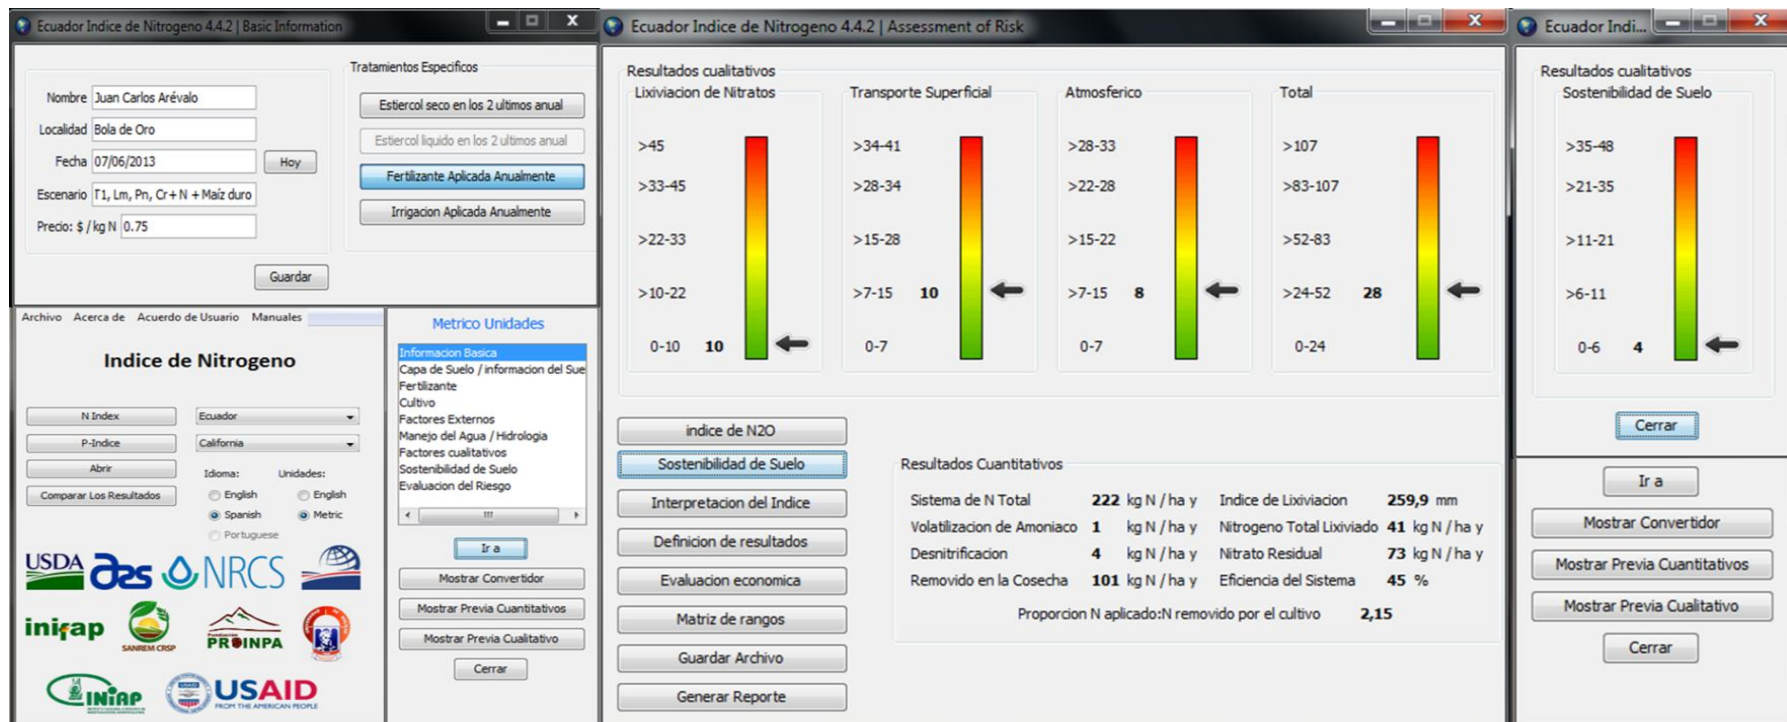 Ecuador Indice de Nitrogeno 4.4.2 | Basic Information
Nombre Juan Carlos Arévalo
Localidad Bola de Oro
Fecha 07/06/2013 Hoy
Escenario T1, Lm, Pn, Cr+N + Maíz duro
Precio: $ / kg N 0.75
Guardar
Tratamientos Especificos
Estiercol seco en los 2 ultimos anual
Estiercol liquido en los 2 ultimos anual
Fertilizante Aplicada Anualmente
Irrigacion Aplicada Anualmente
Archivo Acerca de Acuerdo de Usuario Manuales
Indice de Nitrogeno
N Index Ecuador
P-Indice California
Abrir
Comparar Los Resultados
Idioma: Unidades:
English English
Spanish Metric
Portuguese
USDA a2s NRCS
inifap SANREM CRSP Fundación PROINPA
INIAP USAID
FROM THE AMERICAN PEOPLE
Metrico Unidades
Informacion Basica
Capa de Suelo / informacion del Sue
Fertilizante
Cultivo
Factores Externos
Manejo del Agua / Hidrologia
Factores cualitativos
Sostenibilidad de Suelo
Evaluacion del Riesgo
Ir a
Mostrar Convertidor
Mostrar Previa Cuantitativos
Mostrar Previa Cualitativo
Cerrar
Ecuador Indice de Nitrogeno 4.4.2 | Assessment of Risk
Resultados cualitativos
Lixiviacion de Nitratos Transporte Superficial Atmosferico Total
>45 >34-41 >28-33 >107
>33-45 >28-34 >22-28 >83-107
>22-33 >15-28 >15-22 >52-83
>10-22 >7-15 10 >7-15 8 >24-52 28
0-10 10 0-7 0-7 0-24
indice de N2O
Sostenibilidad de Suelo
Interpretacion del Indice
Definicion de resultados
Evaluacion economica
Matriz de rangos
Guardar Archivo
Generar Reporte
Resultados Cuantitativos
Sistema de N Total 222 kg N / ha y Indice de Lixiviacion 259,9 mm
Volatilizacion de Amoniaco 1 kg N / ha y Nitrogeno Total Lixiviado 41 kg N / ha y
Desnitrificacion 4 kg N / ha y Nitrato Residual 73 kg N / ha y
Removido en la Cosecha 101 kg N / ha y Eficiencia del Sistema 45 %
Proporcion N aplicado:N removido por el cultivo 2,15
Ecuador Indi...
Resultados cualitativos
Sostenibilidad de Suelo
>35-48
>21-35
>11-21
>6-11
0-6 4
Cerrar
Ir a
Mostrar Convertidor
Mostrar Previa Cuantitativos
Mostrar Previa Cualitativo
Cerrar